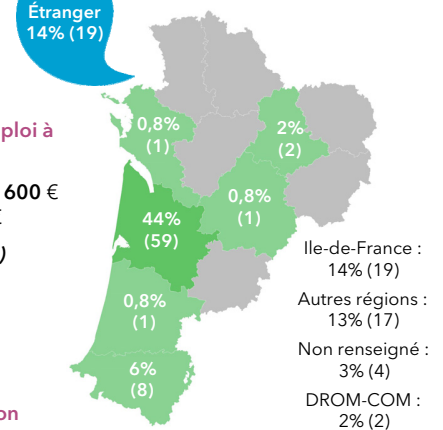 Étranger
14% (19)
ploi à
600 €
€
)
on
0,8%
(1)
2%
(2)
0,8%
(1)
44%
(59)
0,8%
(1)
6%
(8)
Ile-de-France :
14% (19)
Autres régions :
13% (17)
Non renseigné :
3% (4)
DROM-COM :
2% (2)